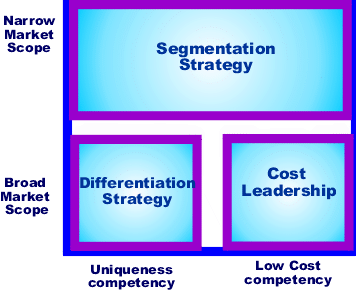 Narrow
Market
Scope
Segmentation
Strategy
Broad
Market
Scope
Differentiation
Strategy
Cost
Leadership
Uniqueness
competency
Low Cost
competency